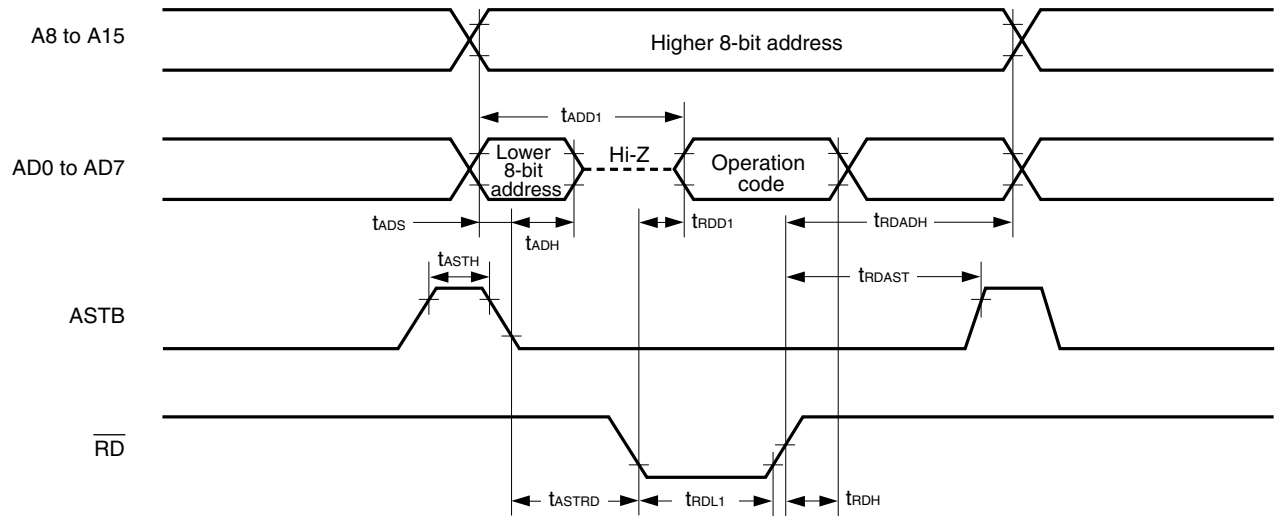 A8 to A15
Higher 8-bit address
tADD1
AD0 to AD7
Lower
8-bit
address
Hi-Z
Operation
code
tADS
tADH
tRDD1
tRDADH
tASTH
tRDAST
ASTB
RD
tASTRD
tRDL1
tRDH